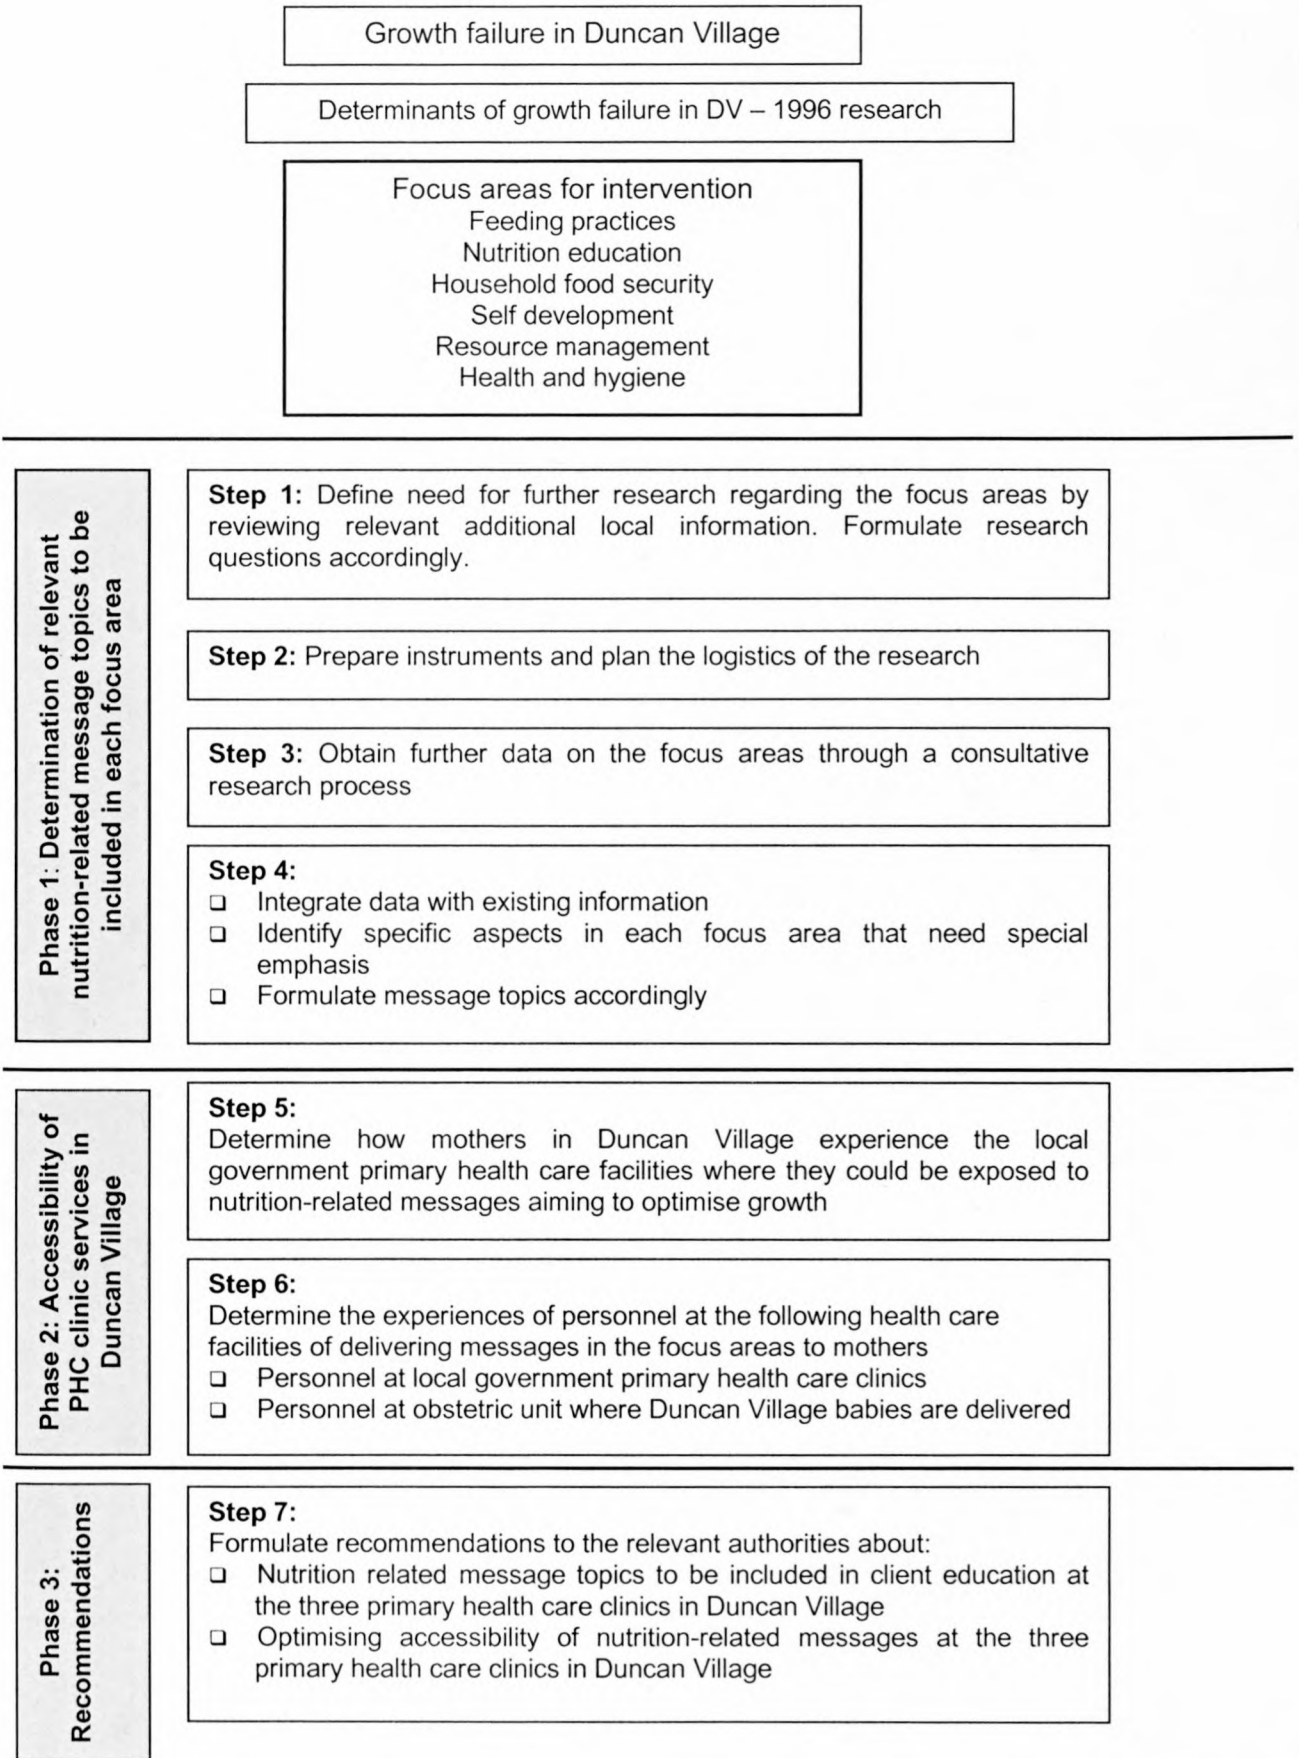 Growth failure in Duncan Village
Determinants of growth failure in DV – 1996 research
Focus areas for intervention
Feeding practices
Nutrition education
Household food security
Self development
Resource management
Health and hygiene
Phase 1: Determination of relevant
nutrition-related message topics to be
included in each focus area
Step 1: Define need for further research regarding the focus areas by
reviewing relevant additional local information. Formulate research
questions accordingly.
Step 2: Prepare instruments and plan the logistics of the research
Step 3: Obtain further data on the focus areas through a consultative
research process
Step 4:
❑ Integrate data with existing information
❑ Identify specific aspects in each focus area that need special
emphasis
❑ Formulate message topics accordingly
Phase 2: Accessibility of
PHC clinic services in
Duncan Village
Step 5:
Determine how mothers in Duncan Village experience the local
government primary health care facilities where they could be exposed to
nutrition-related messages aiming to optimise growth
Step 6:
Determine the experiences of personnel at the following health care
facilities of delivering messages in the focus areas to mothers
❑ Personnel at local government primary health care clinics
❑ Personnel at obstetric unit where Duncan Village babies are delivered
Phase 3:
Recommendations
Step 7:
Formulate recommendations to the relevant authorities about:
❑ Nutrition related message topics to be included in client education at
the three primary health care clinics in Duncan Village
❑ Optimising accessibility of nutrition-related messages at the three
primary health care clinics in Duncan Village